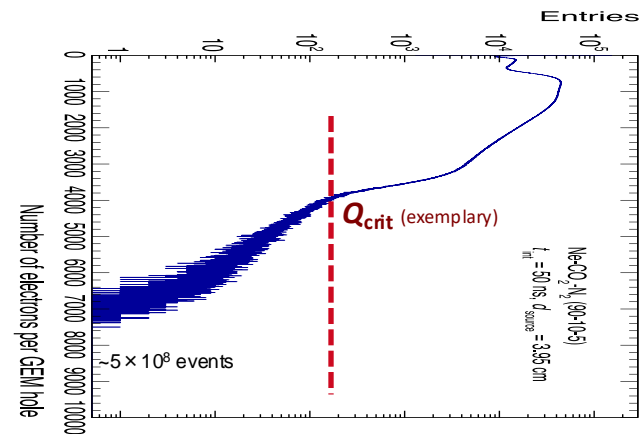 Entries
1
10
10²
10³
10⁴
10⁵
0
1000
2000
3000
4000
5000
6000
7000
8000
9000
10000
Number of electrons per GEM hole
Q_crit (exemplary)
Ne-CO₂-N₂ (90-10-5)
t_int = 50 ns, d_source = 3.95 cm
~5×10⁸ events